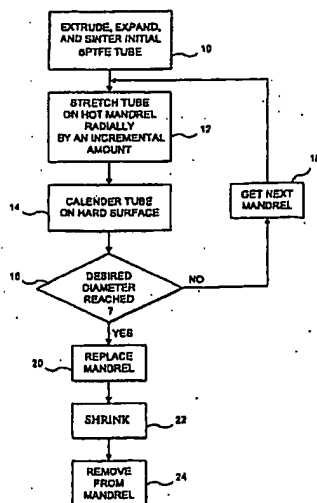 EXTRUDE, EXPAND,
AND SINTER INITIAL
ePTFE TUBE
10
STRETCH TUBE
ON HOT MANDREL
RADIALLY
BY AN INCREMENTAL
AMOUNT
12
18
14
CALENDER TUBE
ON HARD SURFACE
GET NEXT
MANDREL
16
DESIRED
DIAMETER
REACHED
?
NO
YES
20
REPLACE
MANDREL
SHRINK
22
REMOVE
FROM
MANDREL
24